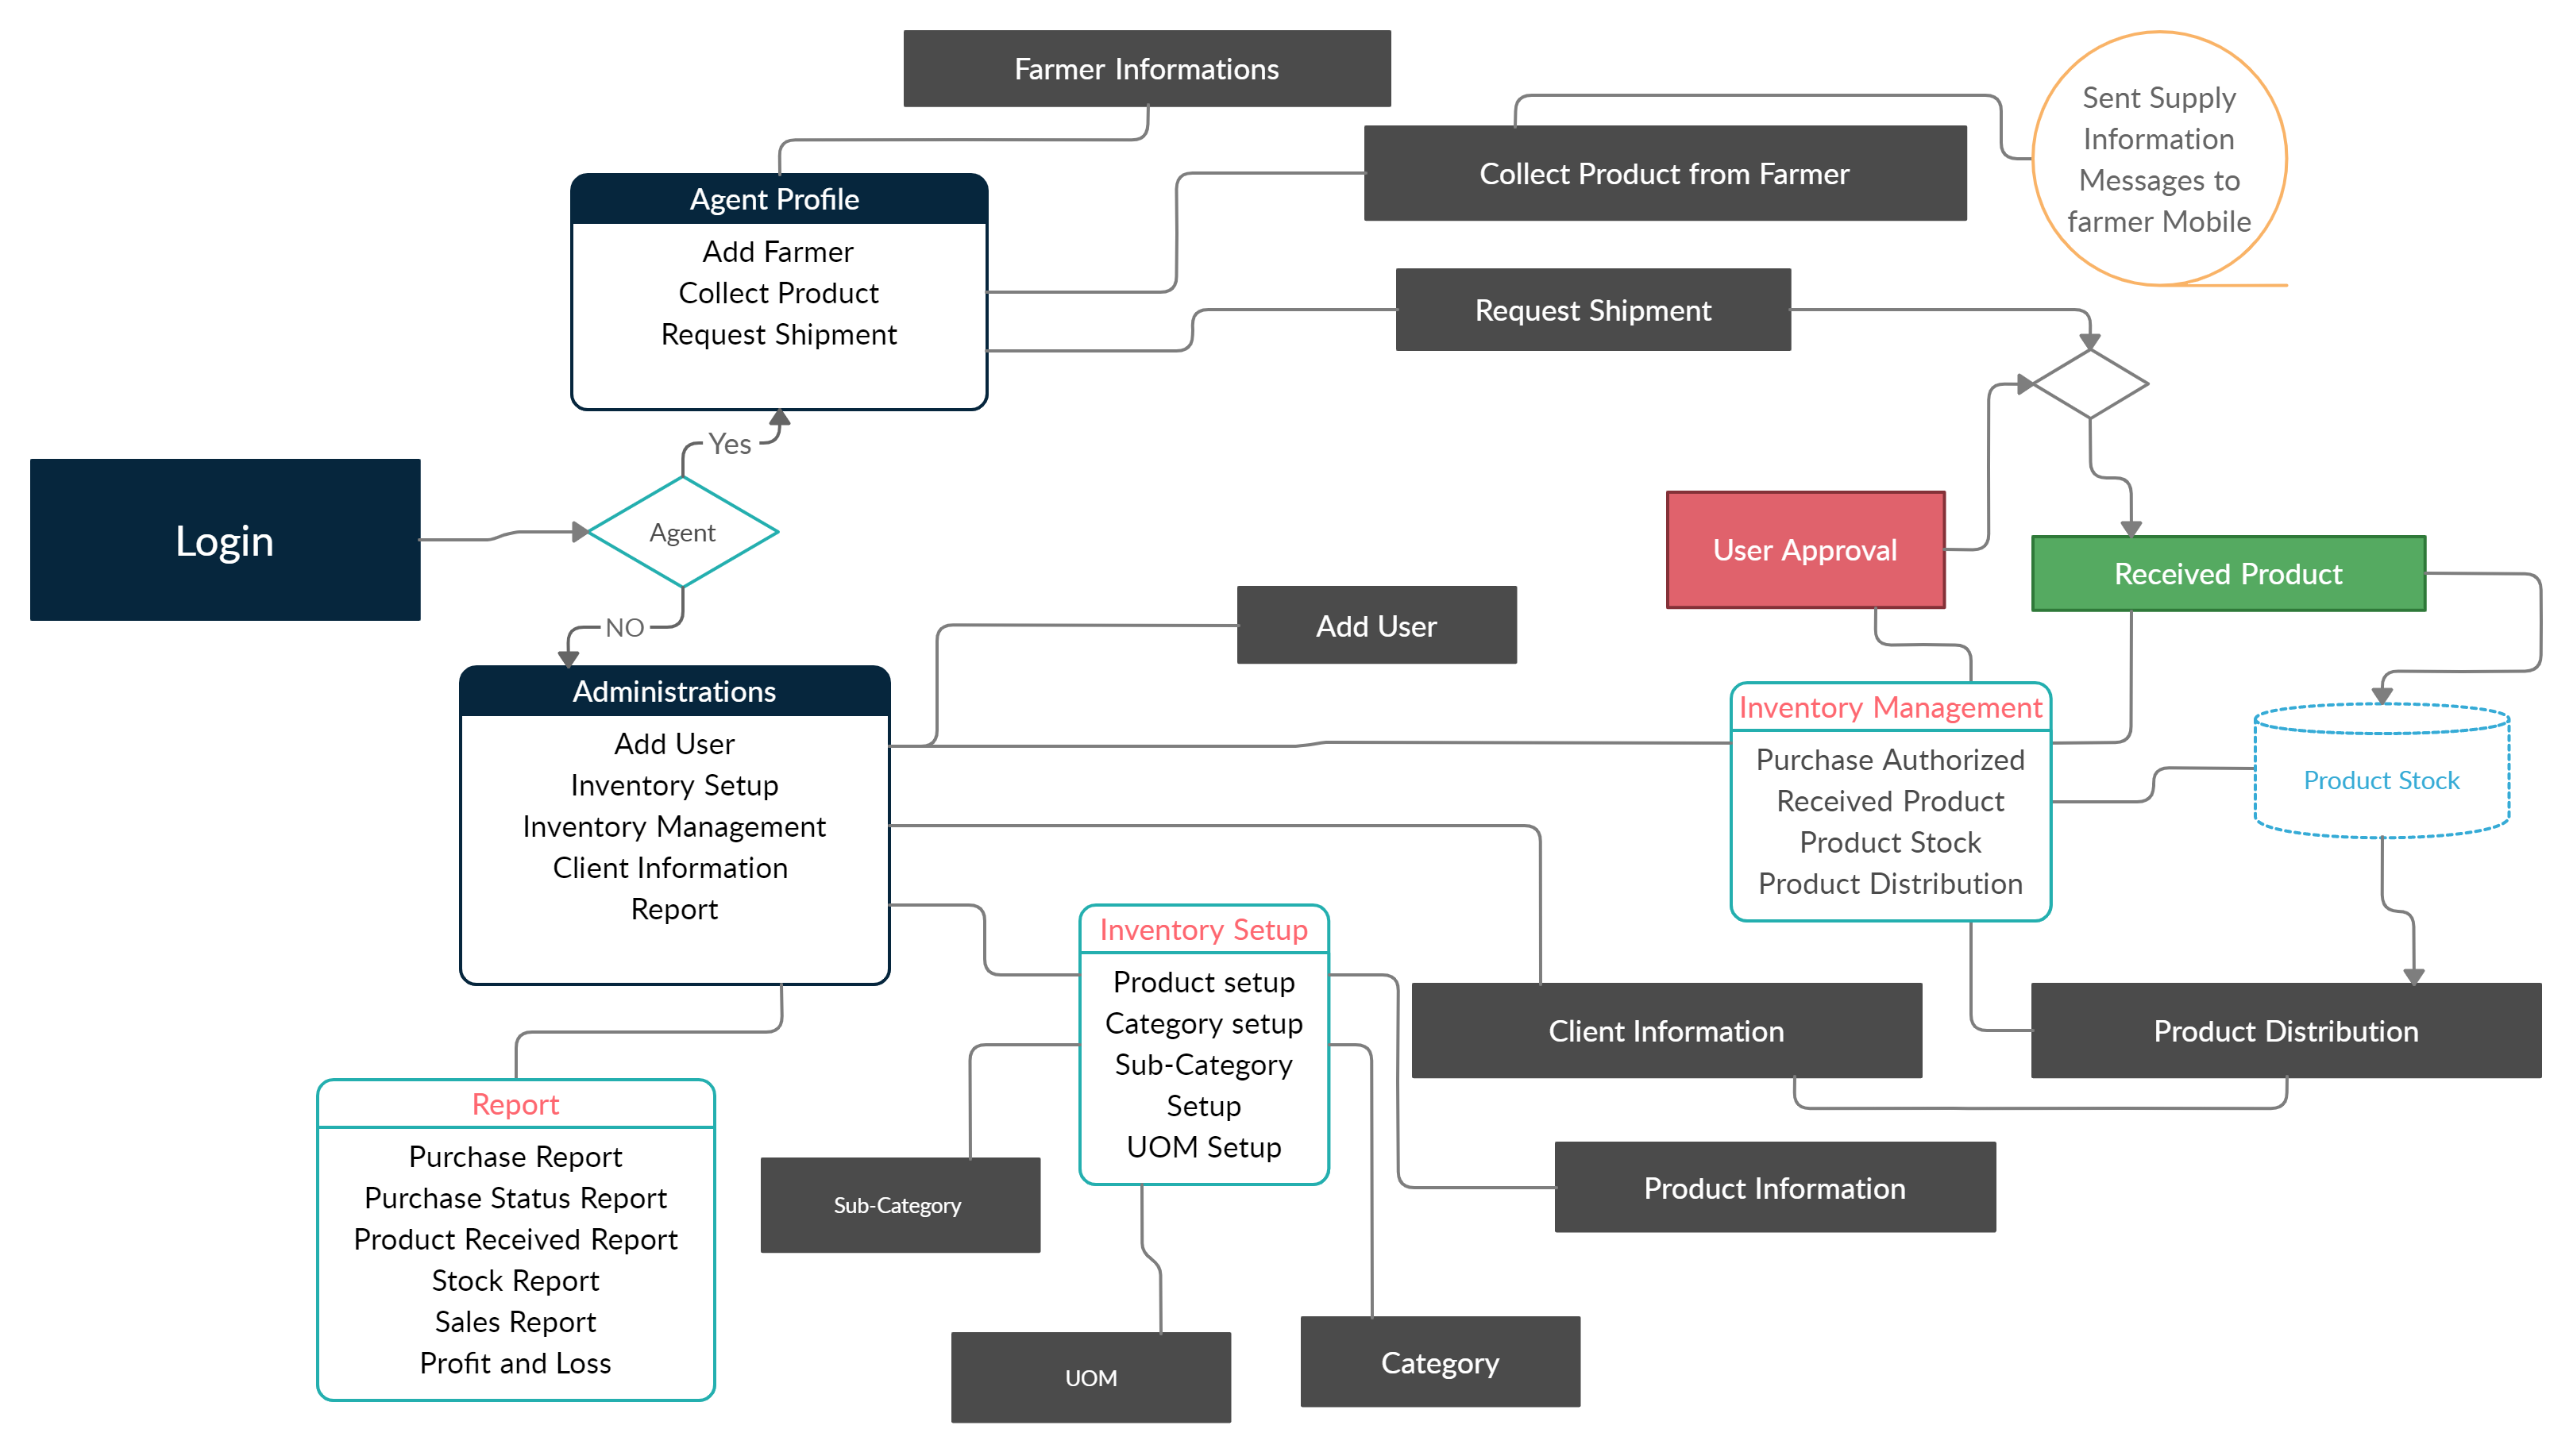 Farmer Informations
Sent Supply
Information
Messages to
farmer Mobile
Collect Product from Farmer
Agent Profile
Add Farmer
Collect Product
Request Shipment
Request Shipment
Yes
Login
Agent
NO
User Approval
Received Product
Add User
Administrations
Add User
Inventory Setup
Inventory Management
Client Information
Report
Inventory Management
Purchase Authorized
Received Product
Product Stock
Product Distribution
Product Stock
Inventory Setup
Product setup
Category setup
Sub-Category
Setup
UOM Setup
Client Information
Product Distribution
Report
Purchase Report
Purchase Status Report
Product Received Report
Stock Report
Sales Report
Profit and Loss
Sub-Category
Product Information
UOM
Category